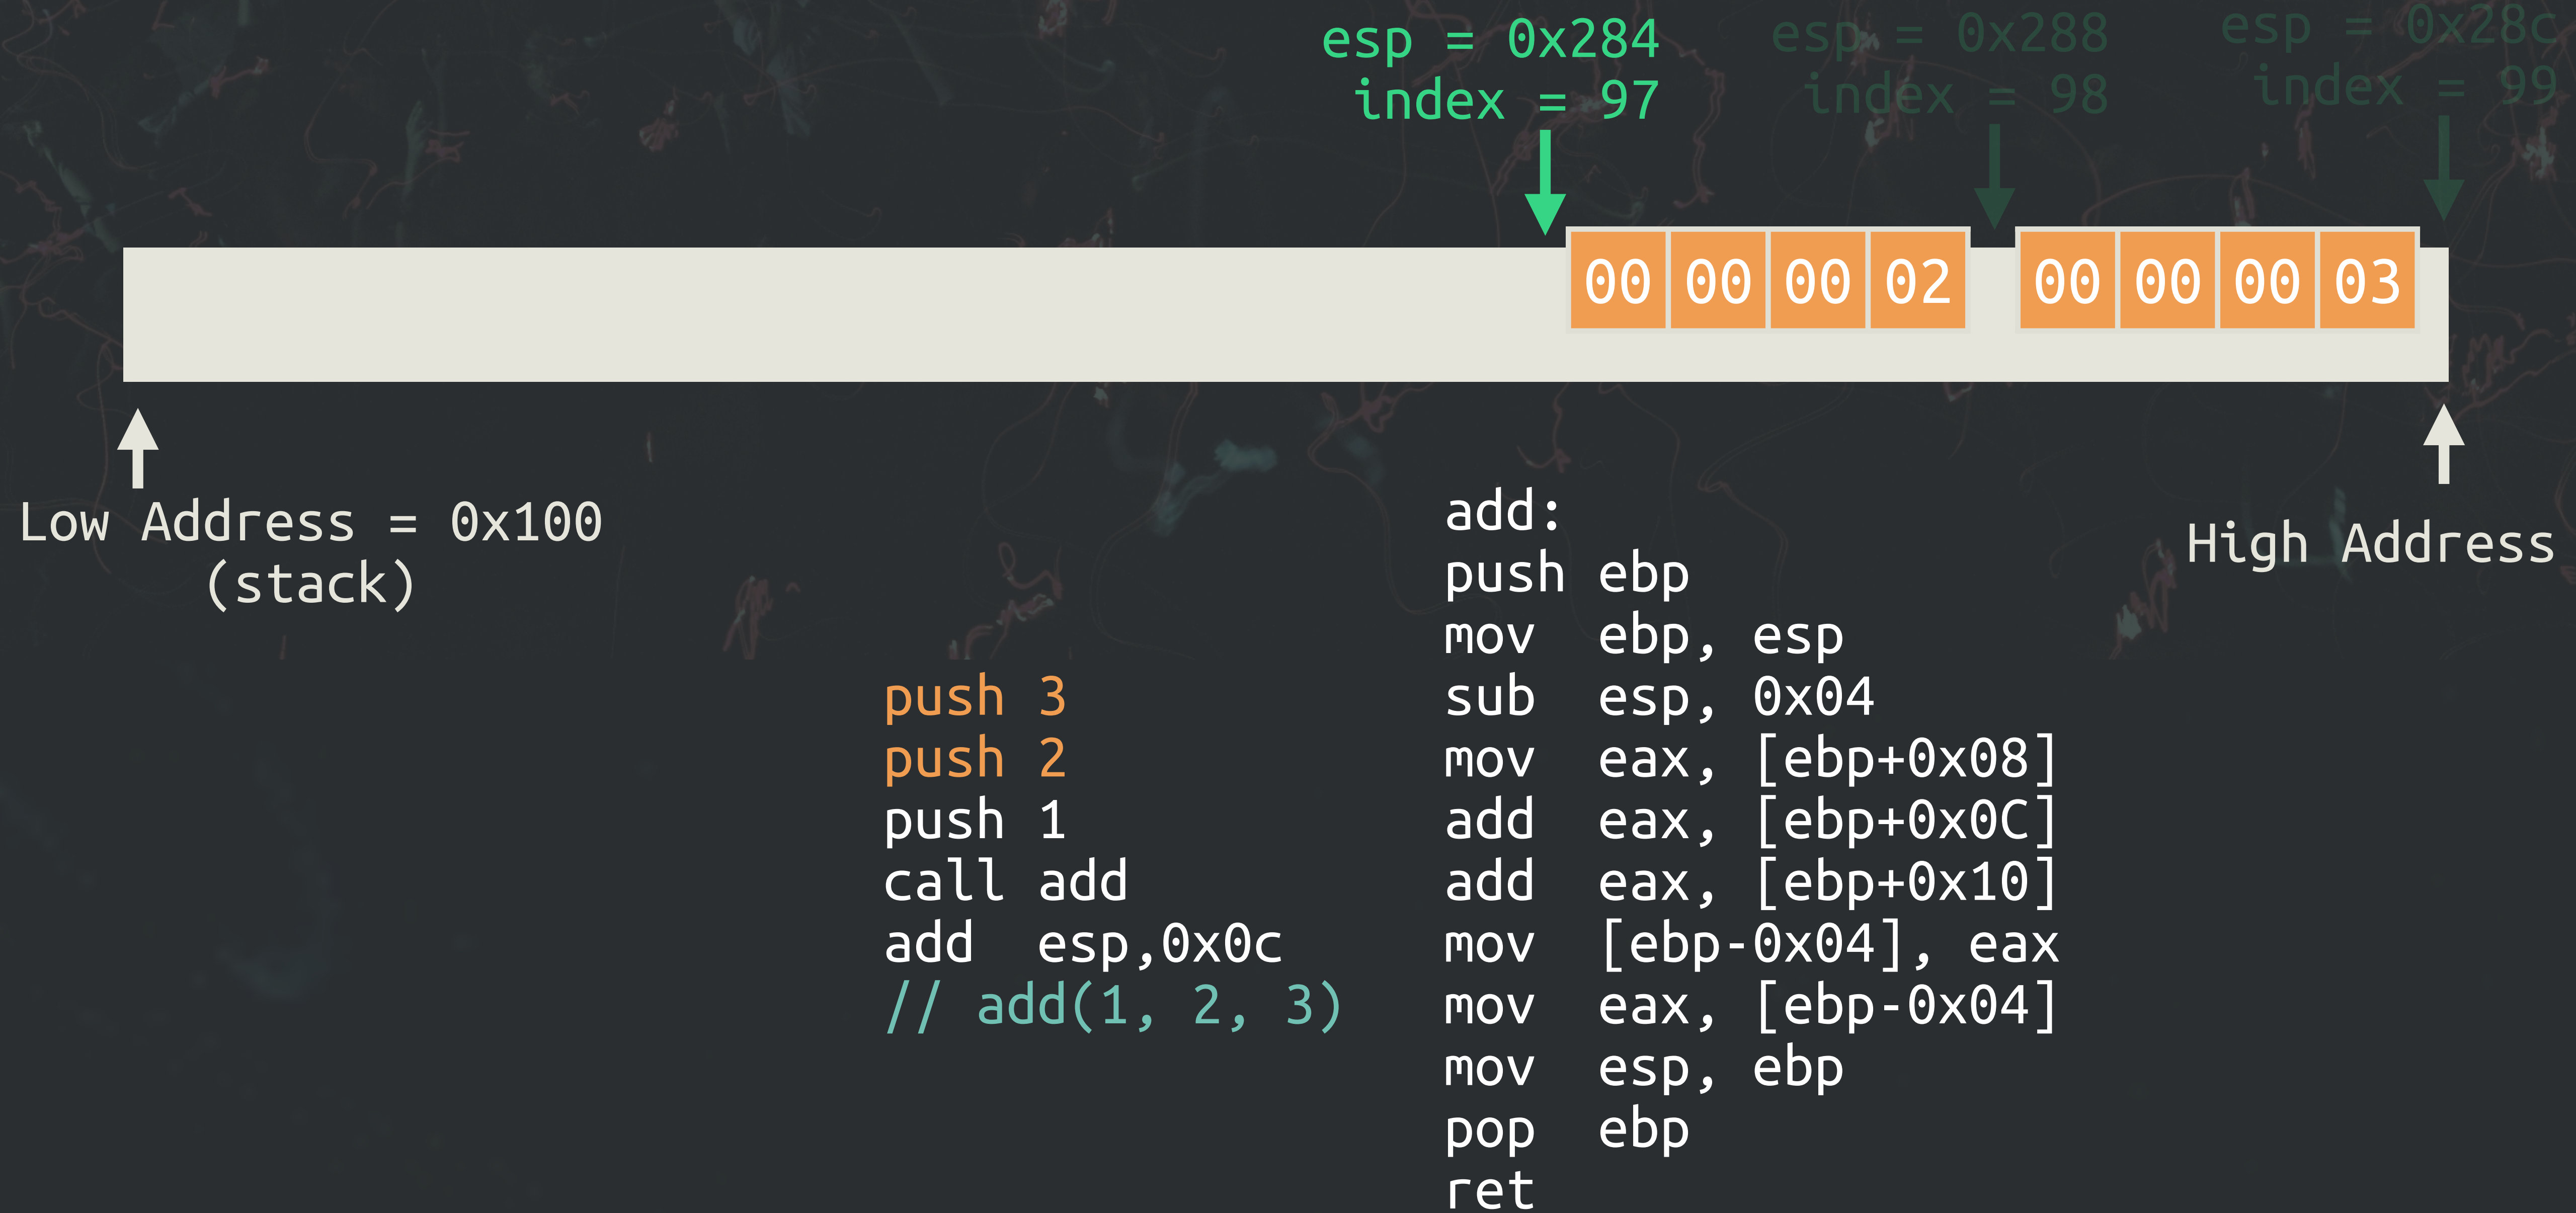 esp = 0x284
index = 97
esp = 0x288
index = 98
esp = 0x28c
index = 99
00 00 00 02
00 00 00 03
Low Address = 0x100
(stack)
High Address
push 3
push 2
push 1
call add
add  esp,0x0c
// add(1, 2, 3)
add:
push ebp
mov  ebp, esp
sub  esp, 0x04
mov  eax, [ebp+0x08]
add  eax, [ebp+0x0C]
add  eax, [ebp+0x10]
mov  [ebp-0x04], eax
mov  eax, [ebp-0x04]
mov  esp, ebp
pop  ebp
ret